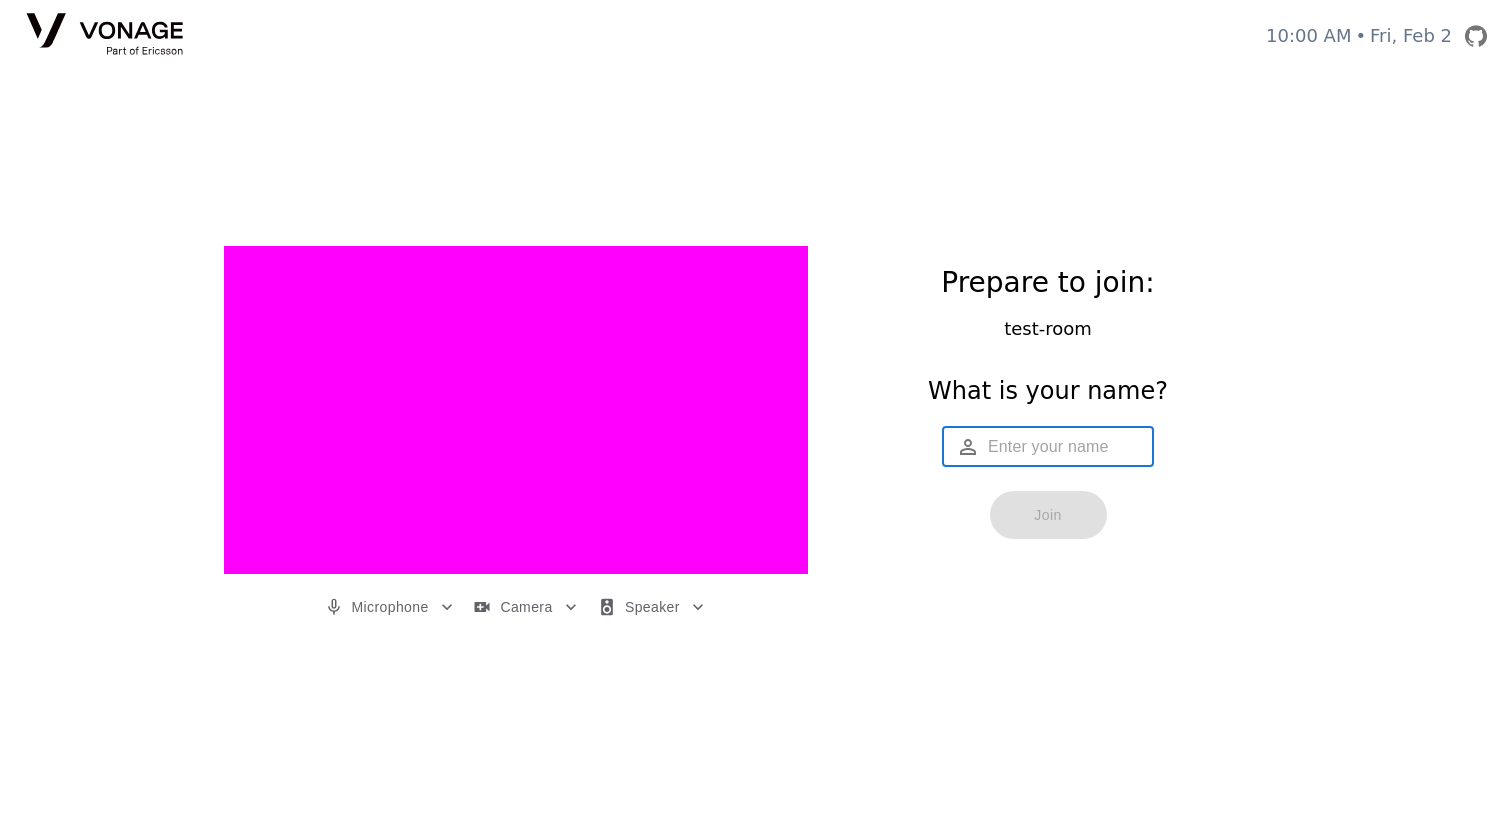 VONAGE
Part of Ericsson
10:00 AM • Fri, Feb 2
Prepare to join:
test-room
What is your name?
Enter your name
Join
Microphone
Camera
Speaker